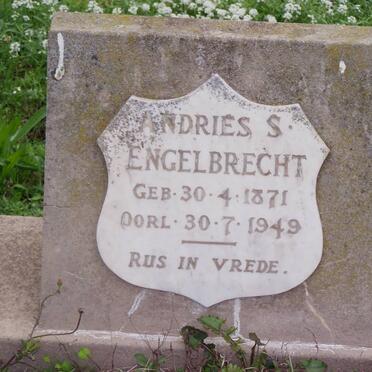 ANDRIES S.
ENGELBRECHT
GEB. 30.4.1871
OORL. 30.7.1949
RUS IN VREDE.